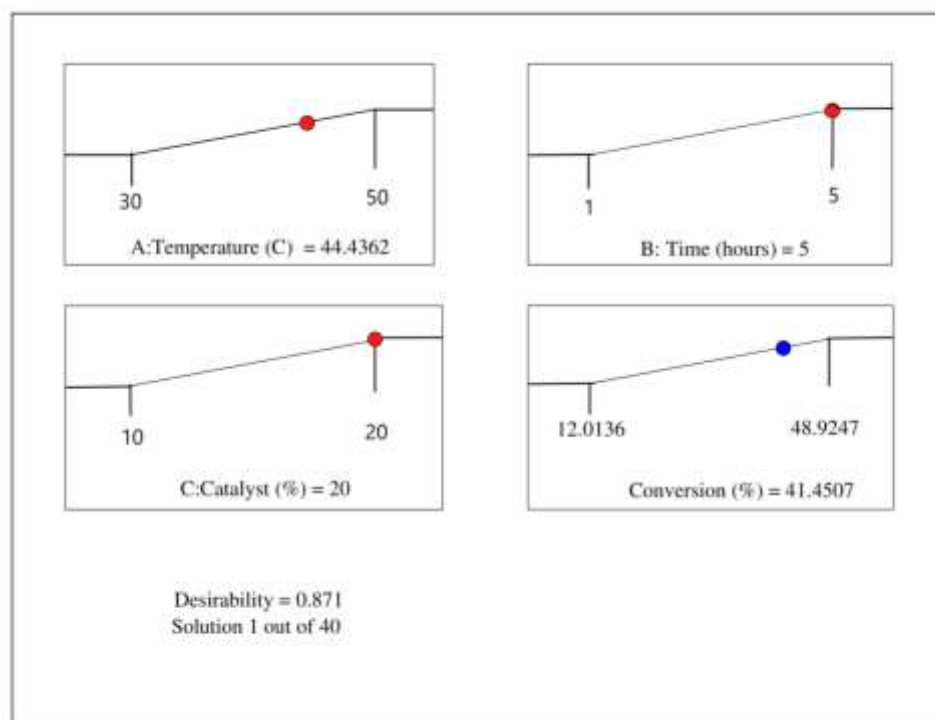 30
50
A:Temperature (C) = 44.4362
1
5
B: Time (hours) = 5
10
20
C:Catalyst (%) = 20
12.0136
48.9247
Conversion (%) = 41.4507
Desirability = 0.871
Solution 1 out of 40